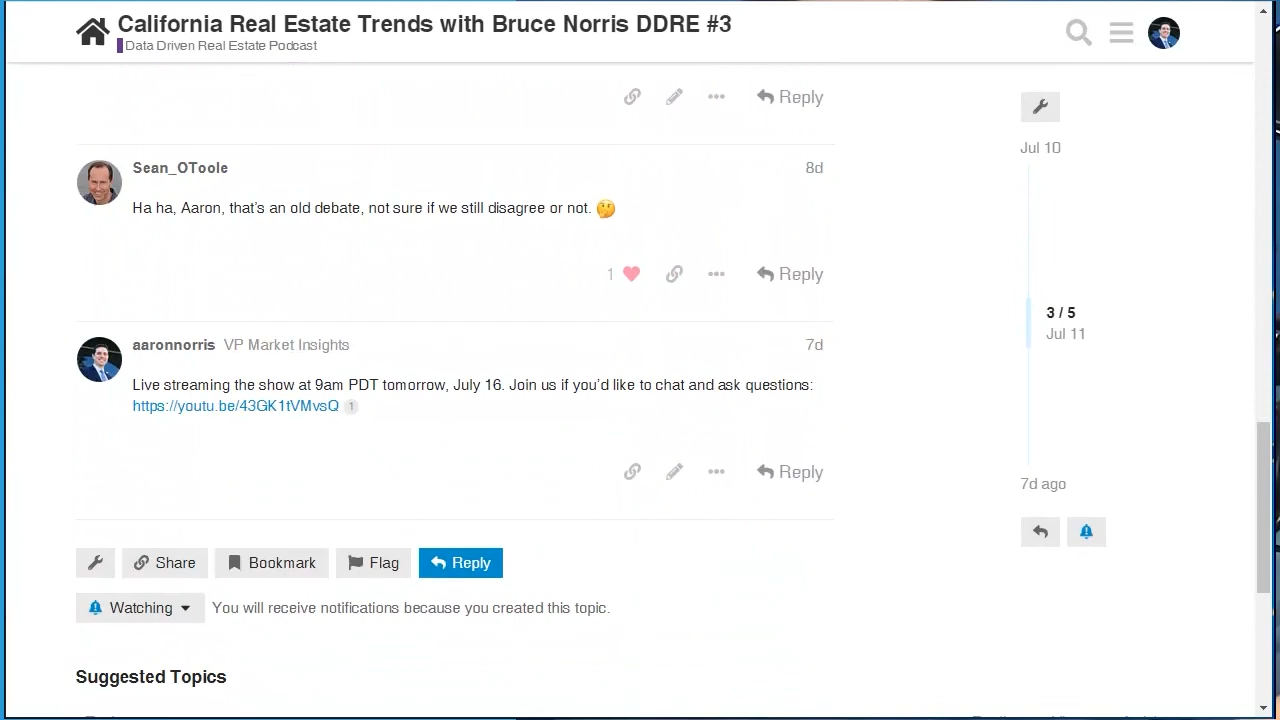 California Real Estate Trends with Bruce Norris DDRE #3
Data Driven Real Estate Podcast
Reply
Jul 10
Sean_OToole
8d
Ha ha, Aaron, that's an old debate, not sure if we still disagree or not. 🤔
1
Reply
3 / 5
Jul 11
aaronnorris VP Market Insights
7d
Live streaming the show at 9am PDT tomorrow, July 16. Join us if you'd like to chat and ask questions:
https://youtu.be/43GK1tVMvsQ 1
Reply
7d ago
Share Bookmark Flag Reply
Watching You will receive notifications because you created this topic.
Suggested Topics